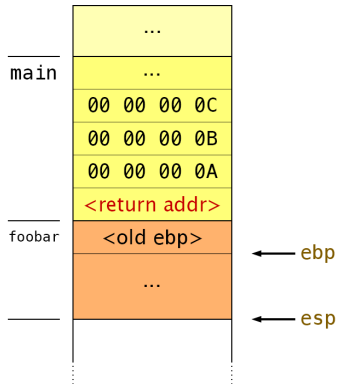 ...
main
...
00 00 00 0C
00 00 00 0B
00 00 00 0A
<return addr>
foobar
<old ebp>
ebp
...
esp